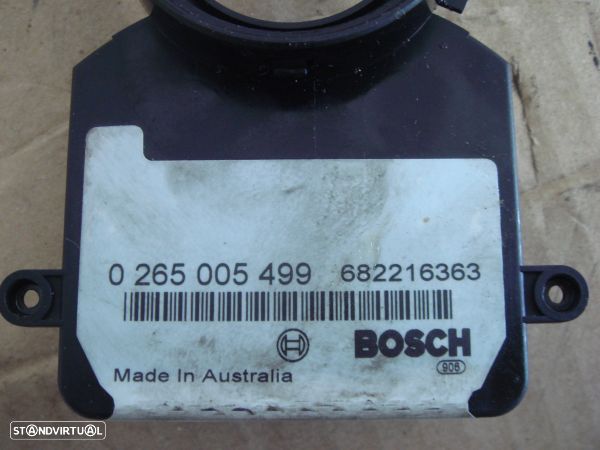 0 265 005 499 682216363
BOSCH
906
Made In Australia
STANDVIRTUAL